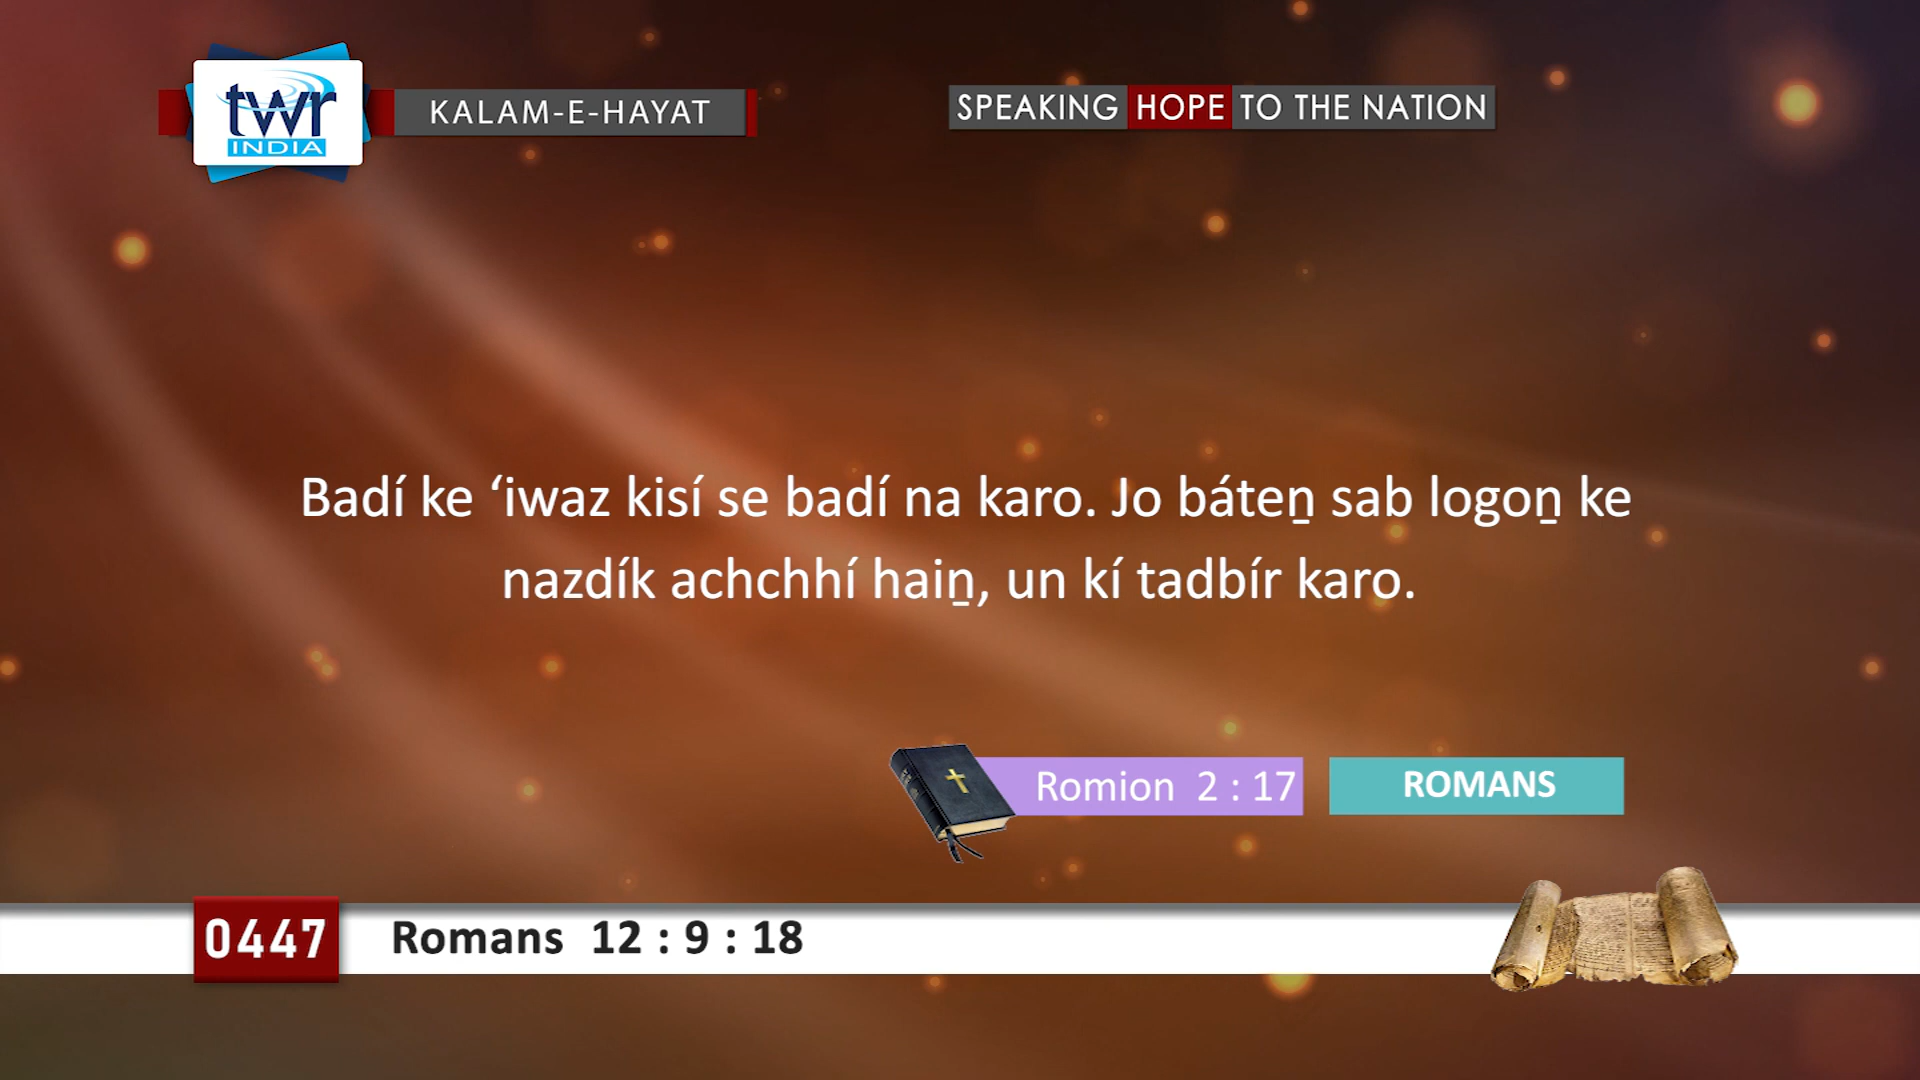 twr
INDIA
KALAM-E-HAYAT
SPEAKING HOPE TO THE NATION
Badí ke ‘iwaz kisí se badí na karo. Jo báteṉ sab logoṉ ke
nazdík achchhí haiṉ, un kí tadbír karo.
Romion 2 : 17
ROMANS
0447
Romans 12 : 9 : 18